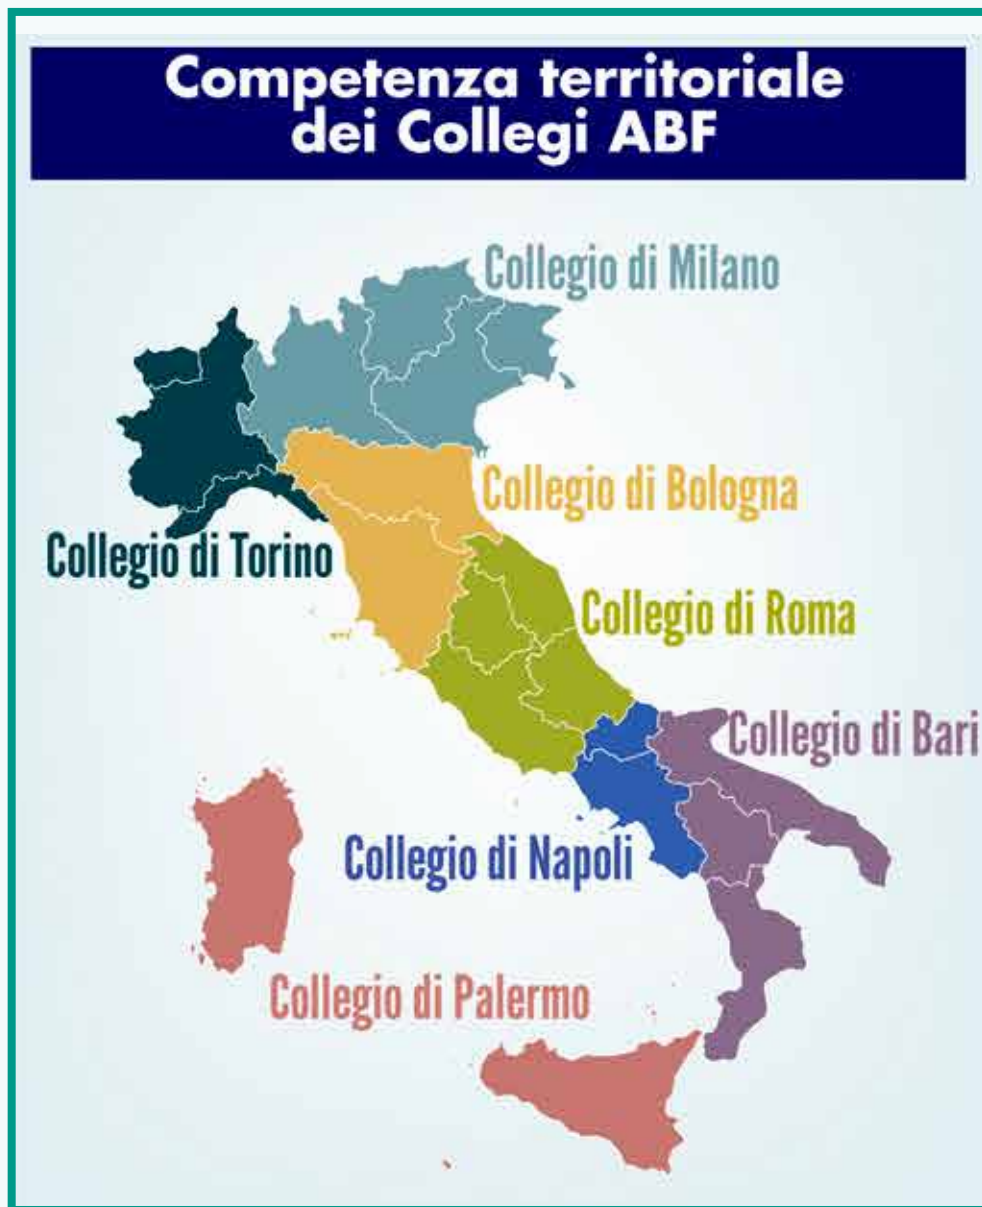 Competenza territoriale
dei Collegi ABF
Collegio di Milano
Collegio di Bologna
Collegio di Torino
Collegio di Roma
Collegio di Bari
Collegio di Napoli
Collegio di Palermo